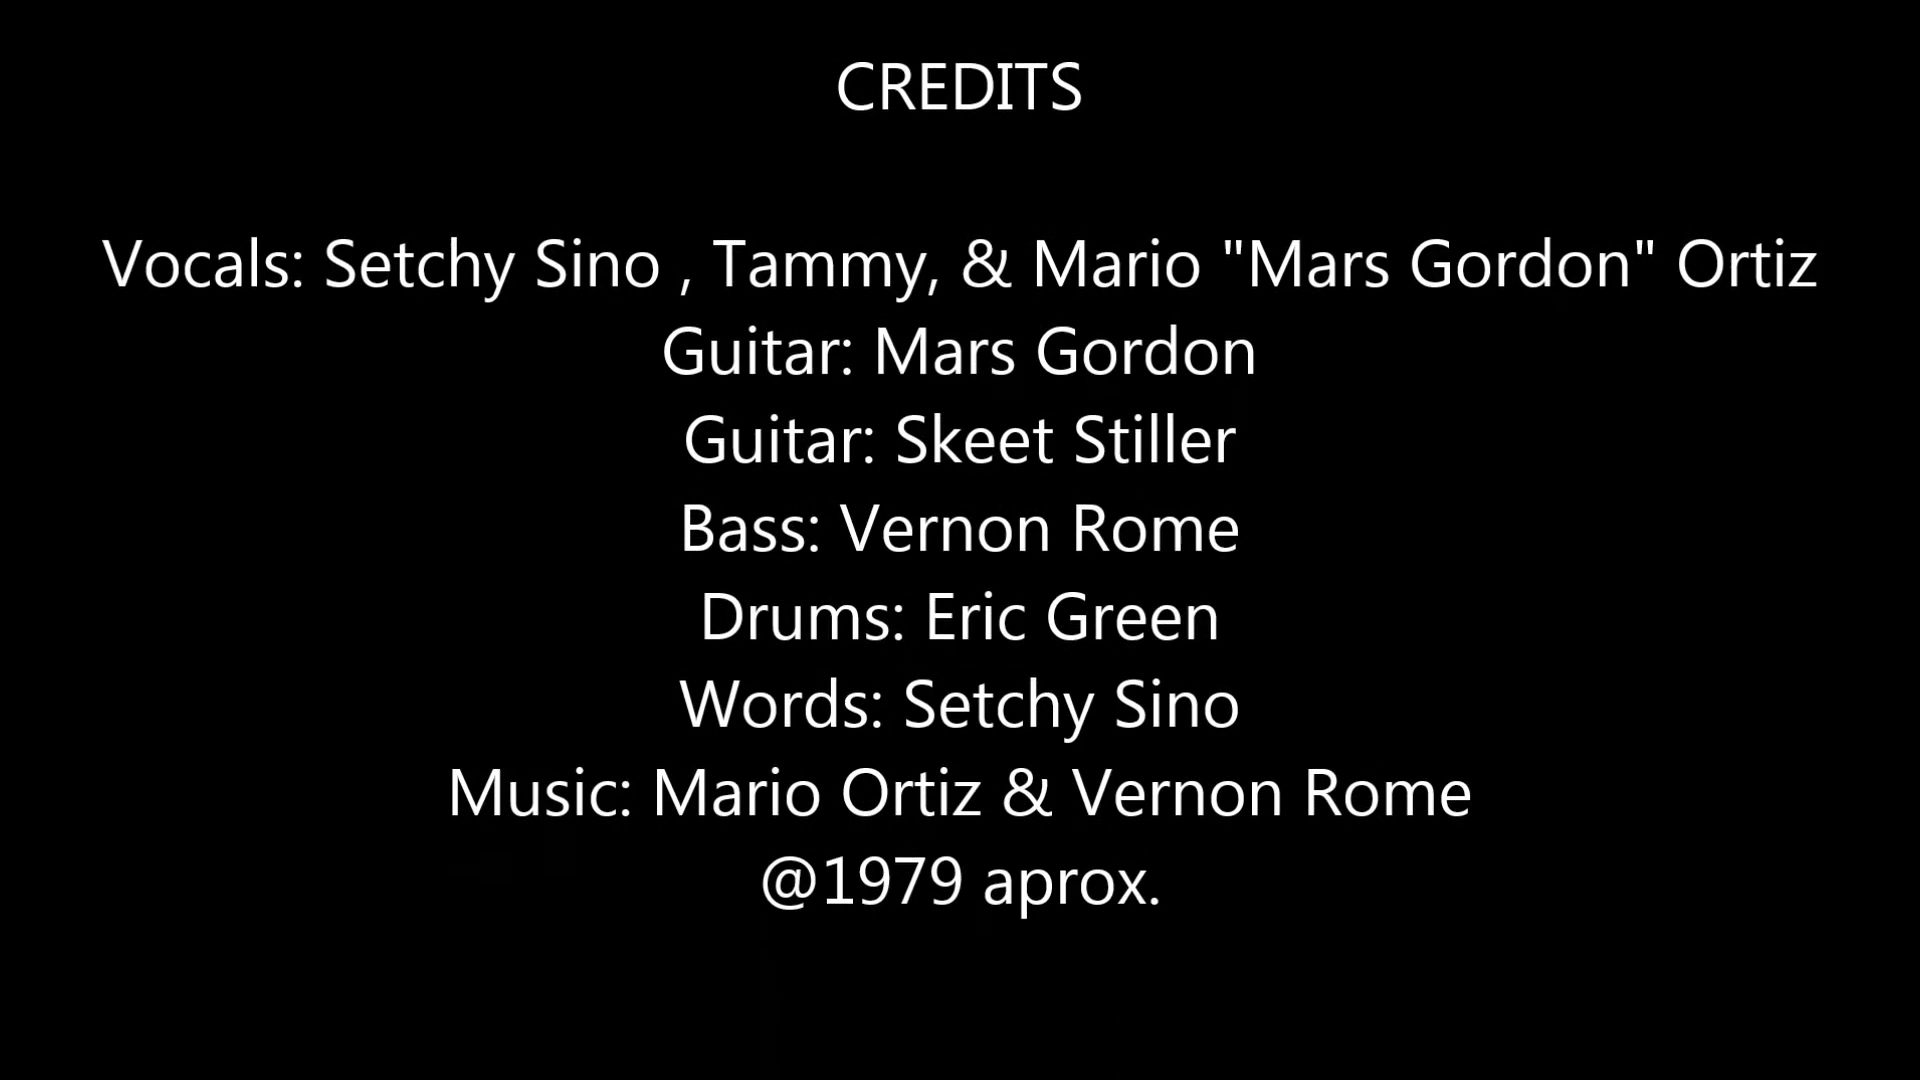 CREDITS
Vocals: Setchy Sino , Tammy, & Mario "Mars Gordon" Ortiz
Guitar: Mars Gordon
Guitar: Skeet Stiller
Bass: Vernon Rome
Drums: Eric Green
Words: Setchy Sino
Music: Mario Ortiz & Vernon Rome
@1979 aprox.